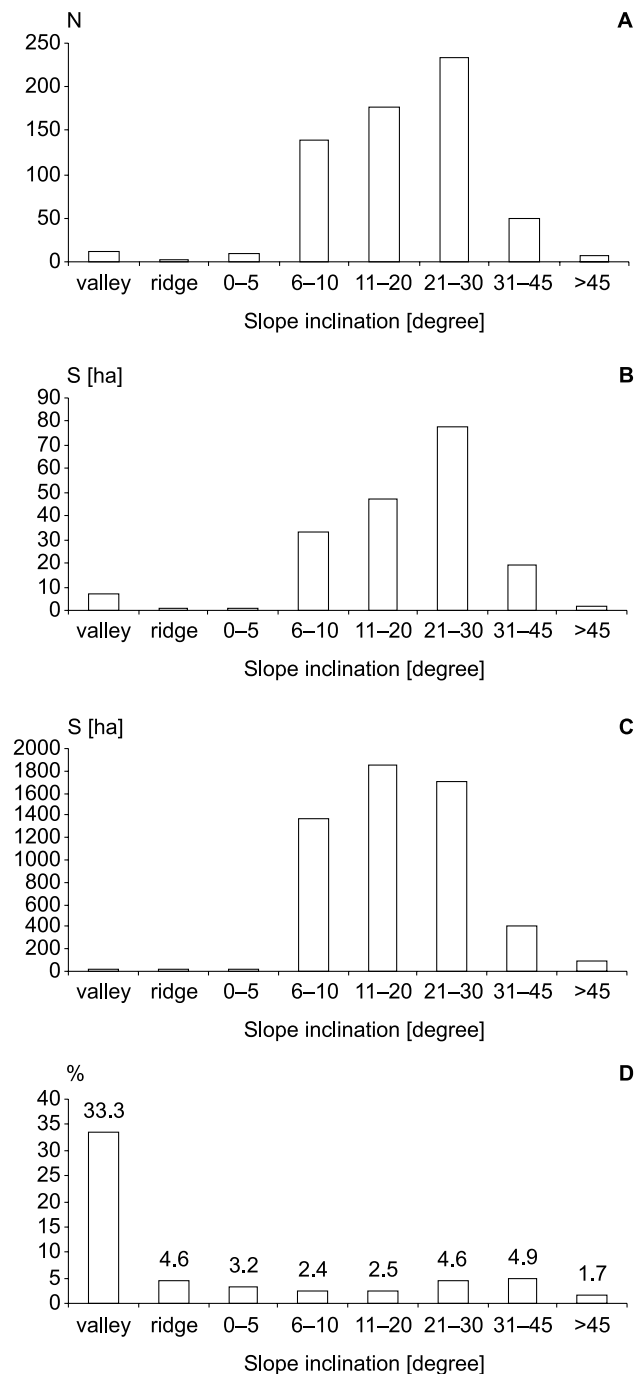 N A
250
200
150
100
50
0
valley ridge 0–5 6–10 11–20 21–30 31–45 >45
Slope inclination [degree]
S [ha] B
90
80
70
60
50
40
30
20
10
0
valley ridge 0–5 6–10 11–20 21–30 31–45 >45
Slope inclination [degree]
S [ha] C
2000
1800
1600
1400
1200
1000
800
600
400
200
0
valley ridge 0–5 6–10 11–20 21–30 31–45 >45
Slope inclination [degree]
% D
40
35
30
25
20
15
10
5
0
33.3 4.6 3.2 2.4 2.5 4.6 4.9 1.7
valley ridge 0–5 6–10 11–20 21–30 31–45 >45
Slope inclination [degree]